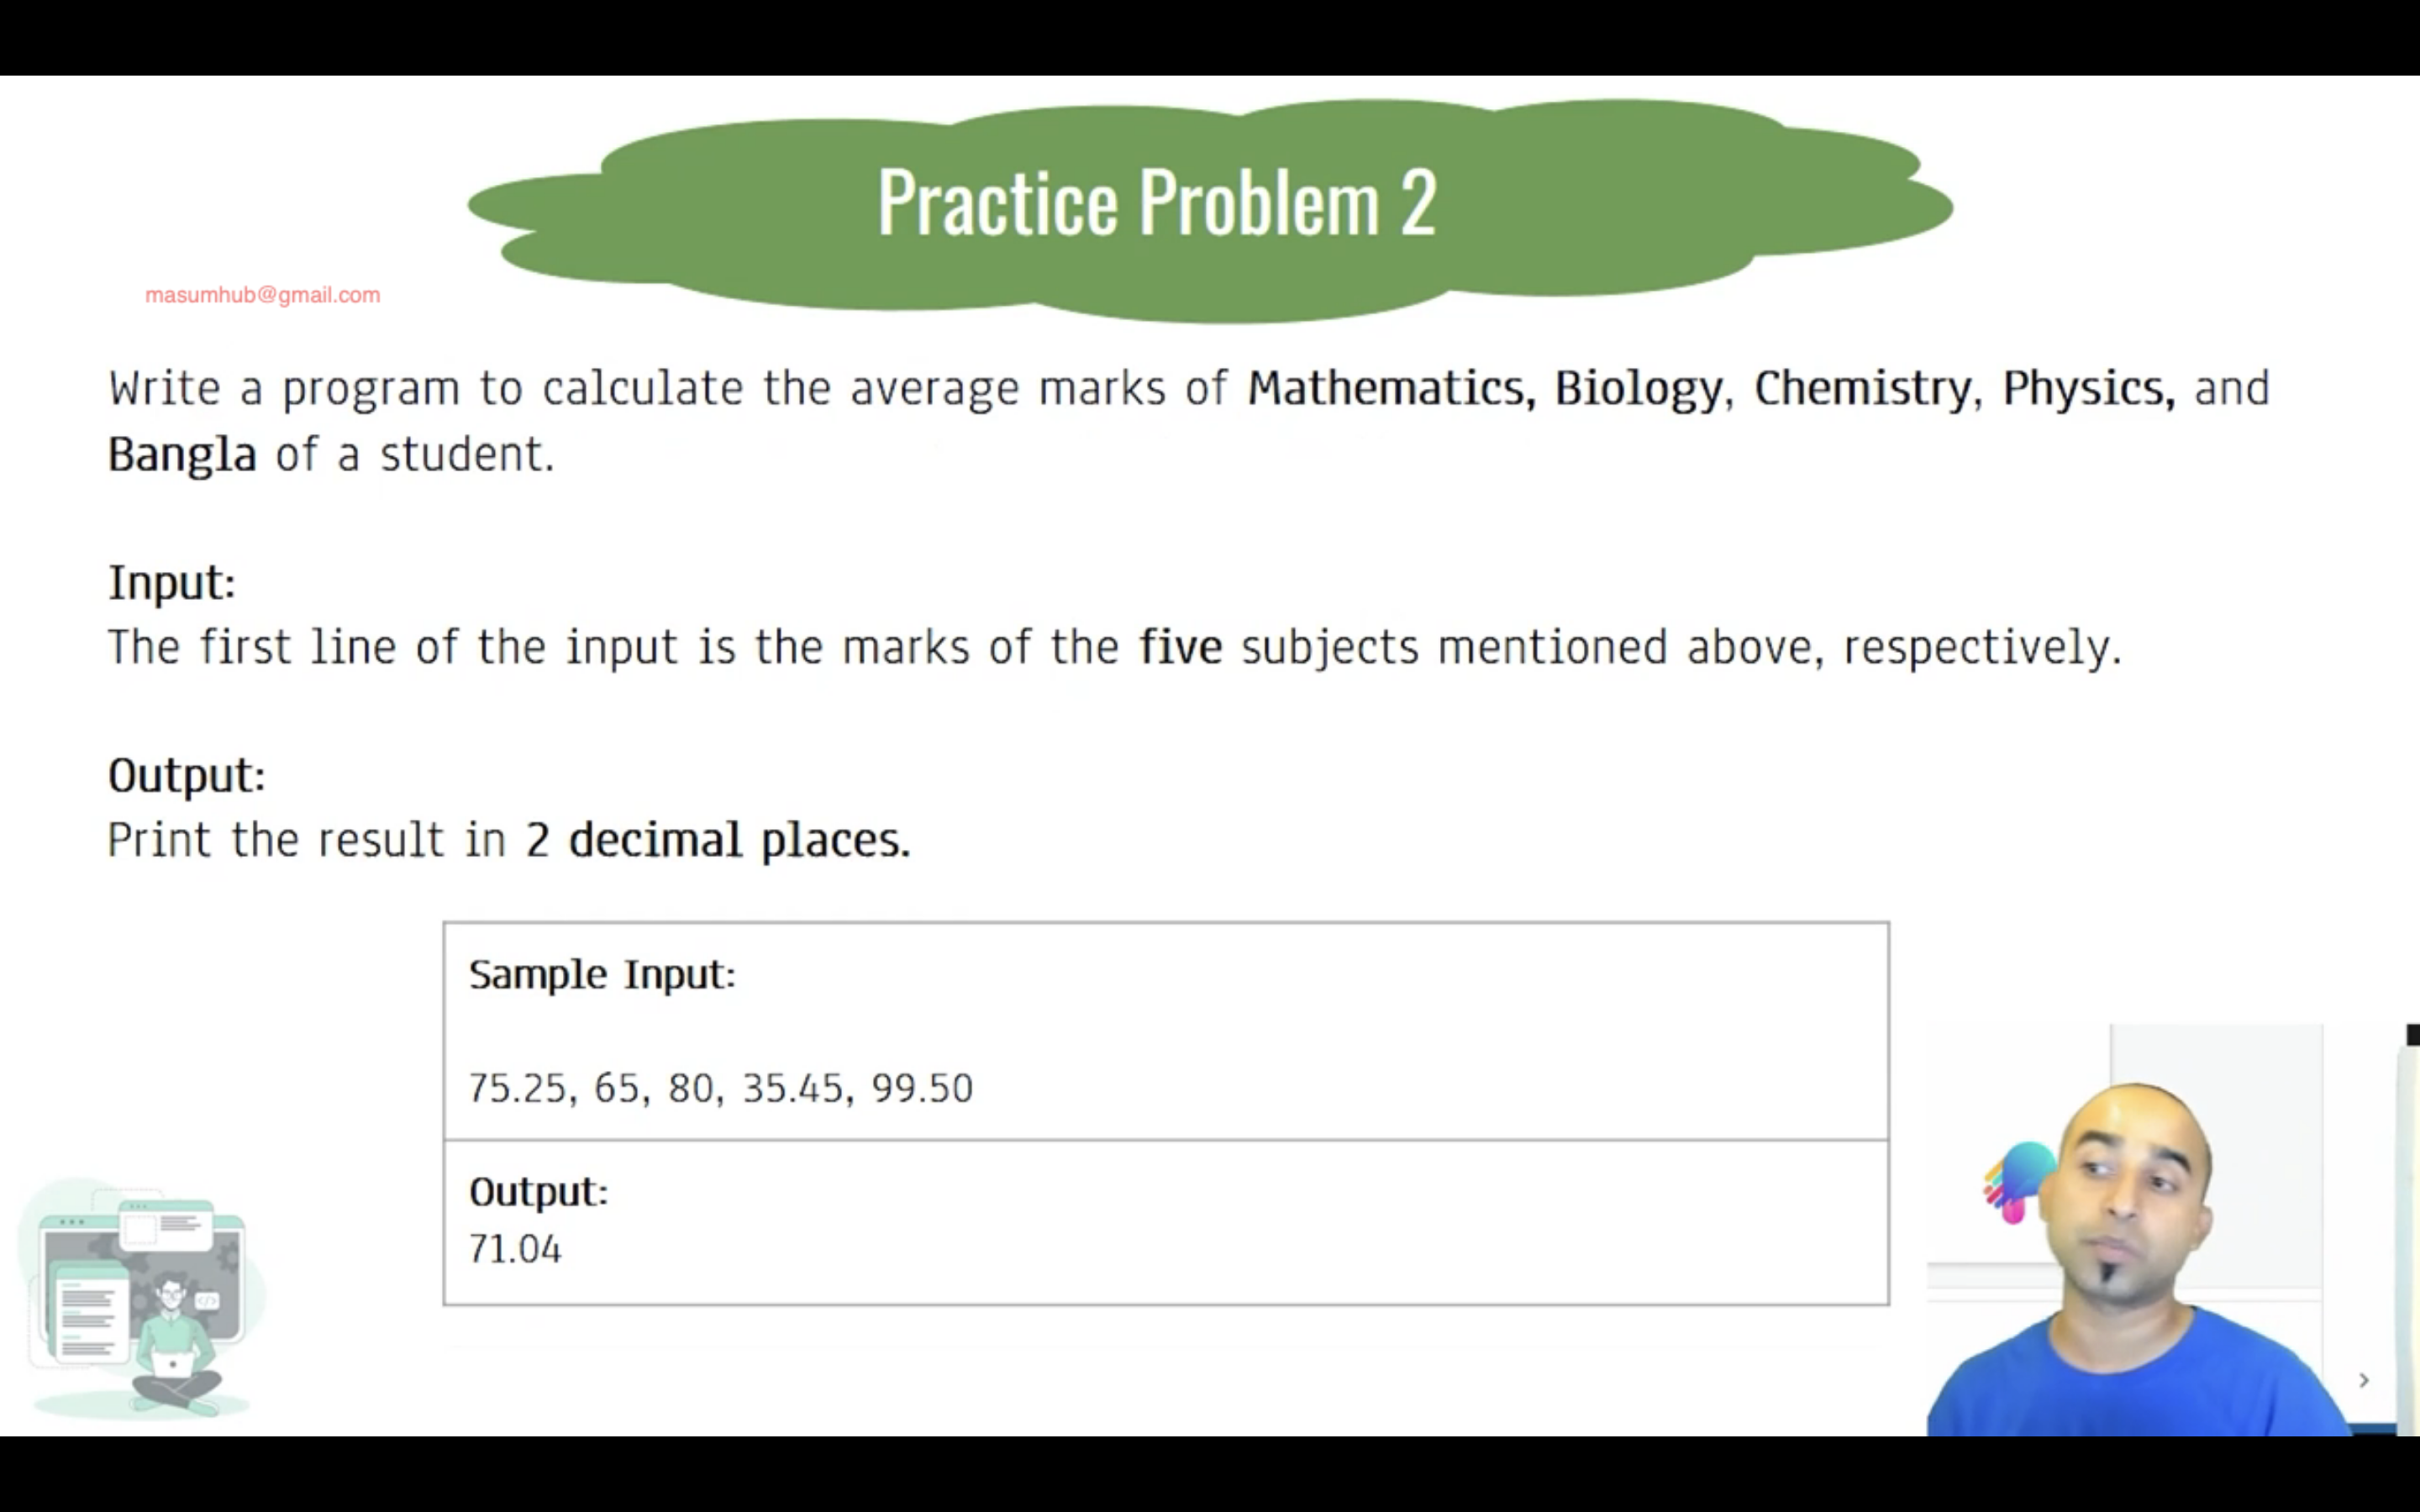 Practice Problem 2
masumhub@gmail.com
Write a program to calculate the average marks of Mathematics, Biology, Chemistry, Physics, and
Bangla of a student.
Input:
The first line of the input is the marks of the five subjects mentioned above, respectively.
Output:
Print the result in 2 decimal places.
Sample Input:
75.25, 65, 80, 35.45, 99.50
Output:
71.04